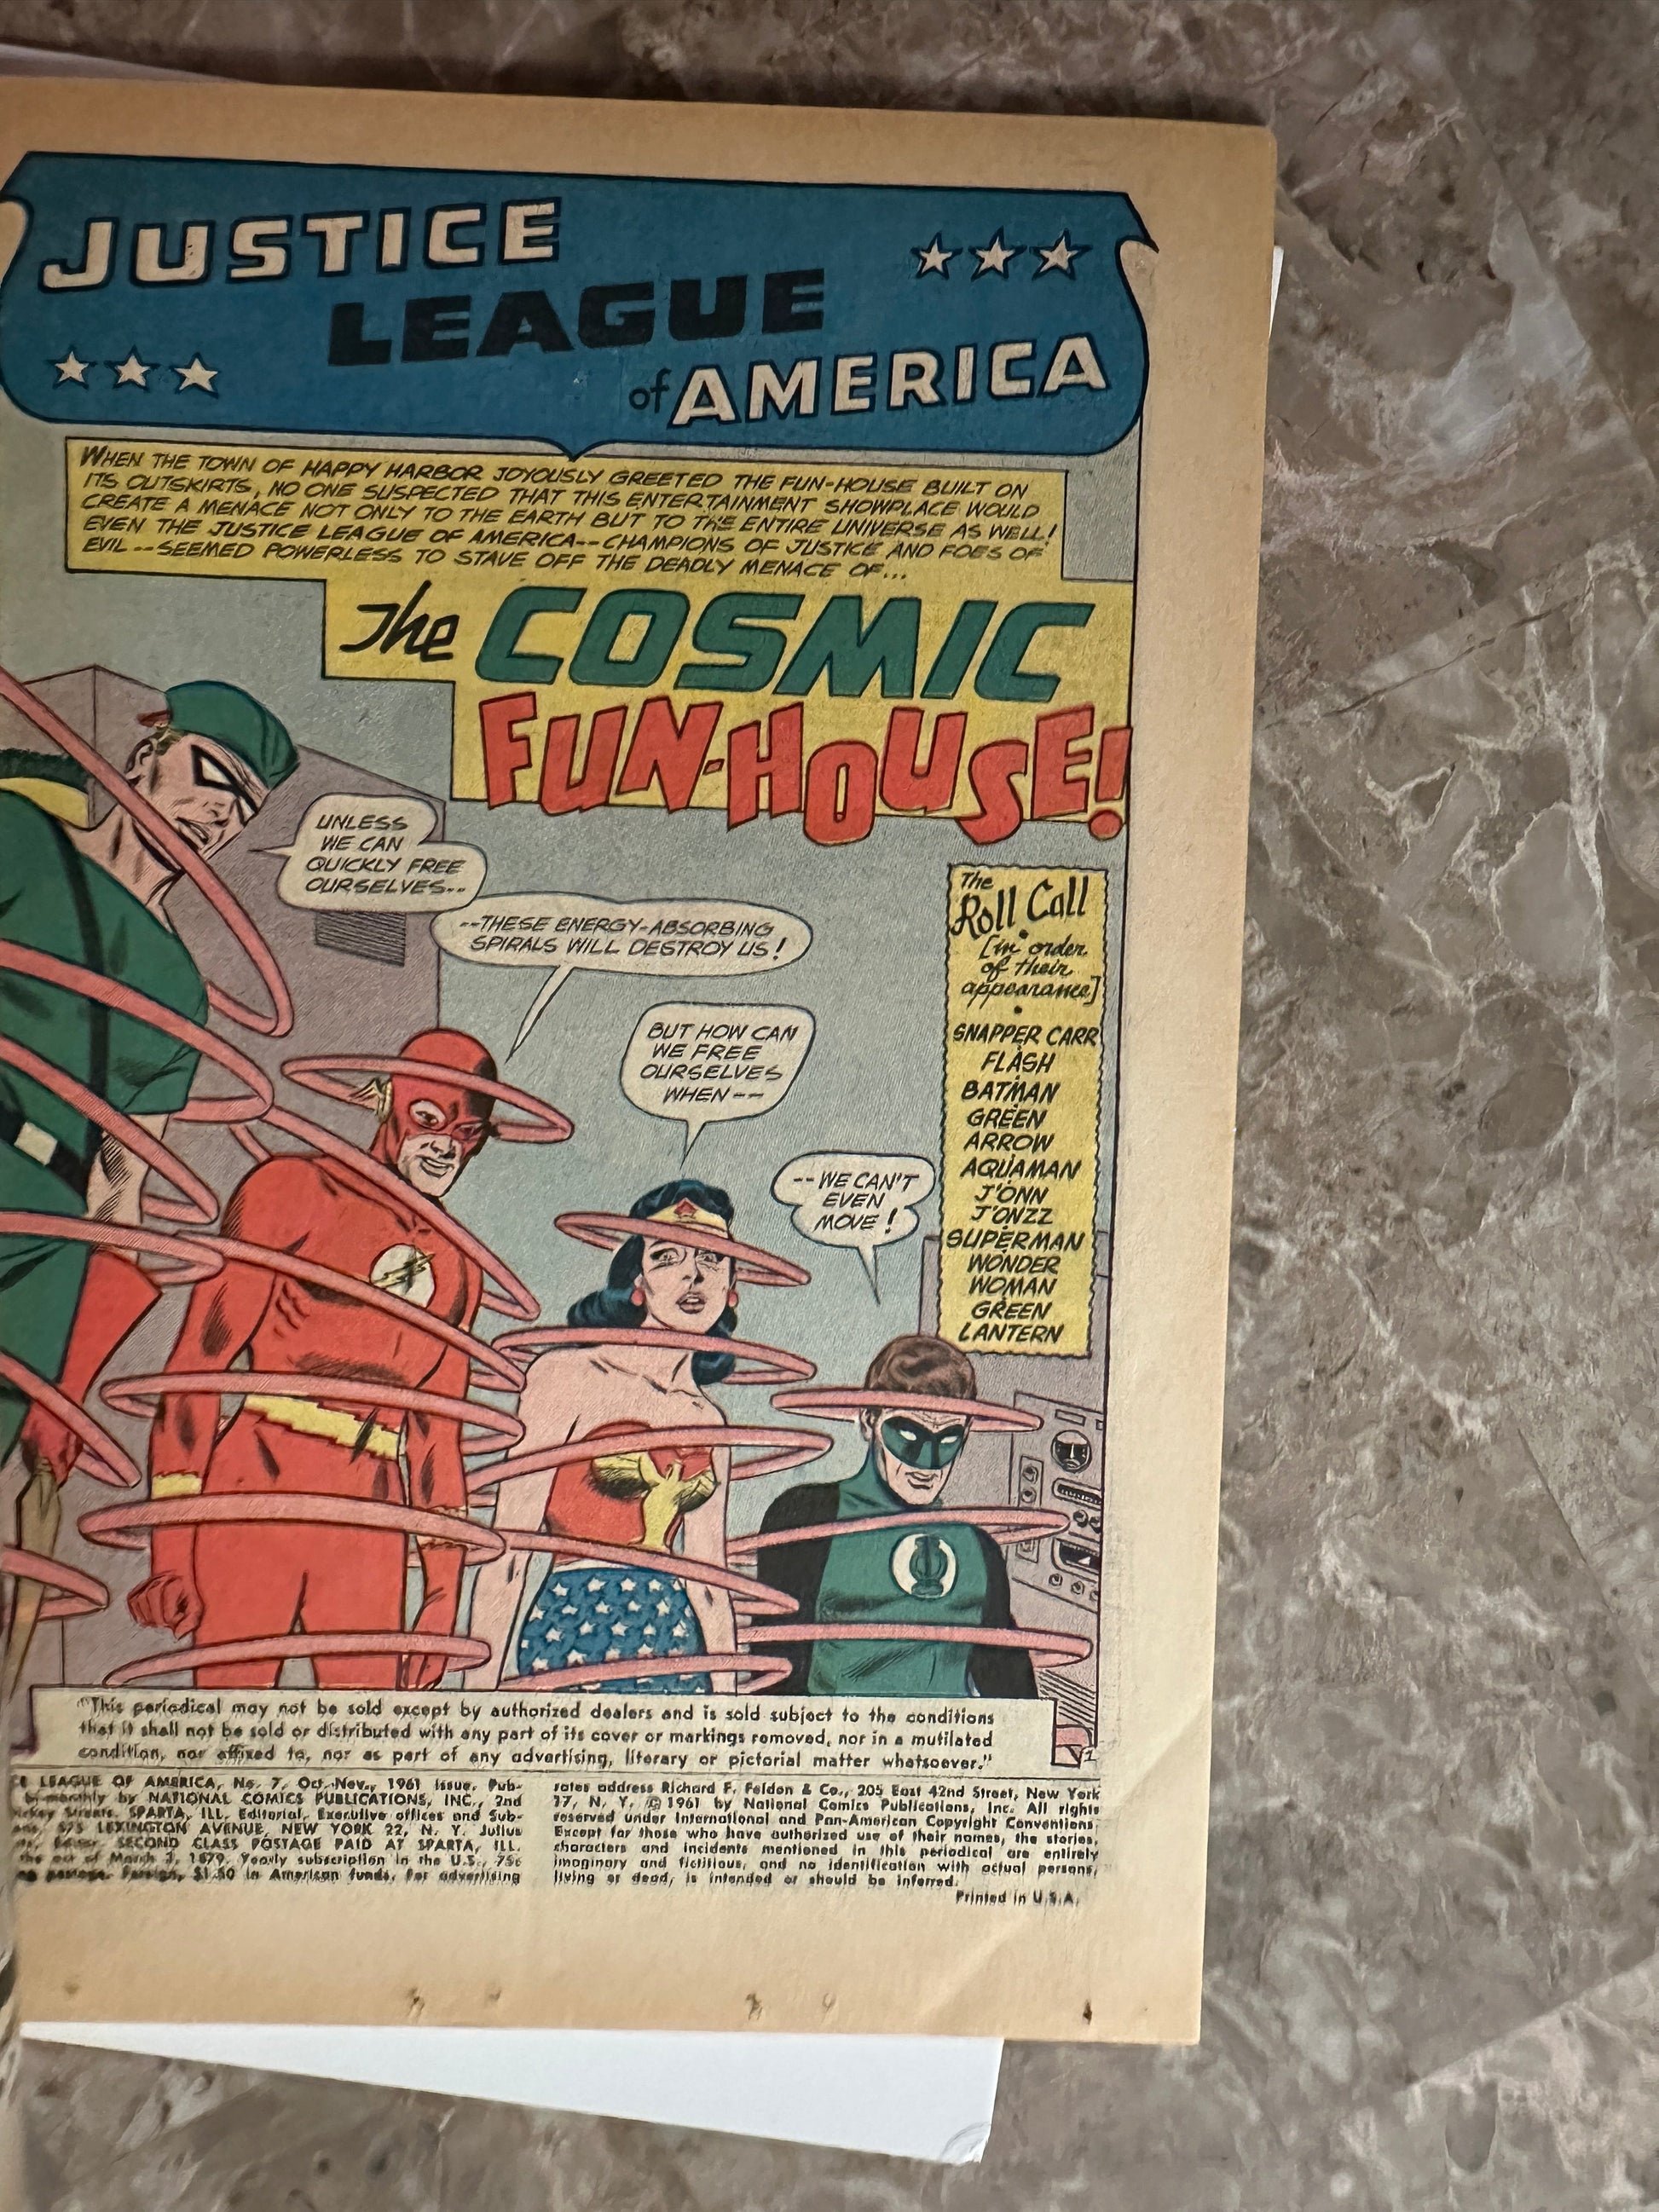 JUSTICE
LEAGUE
of AMERICA
WHEN THE TOWN OF HAPPY HARBOR JOYOUSLY GREETED THE FUN-HOUSE BUILT ON
ITS OUTSKIRTS, NO ONE SUSPECTED THAT THIS ENTERTAINMENT SHOWPLACE WOULD
CREATE A MENACE NOT ONLY TO THE EARTH BUT TO THE ENTIRE UNIVERSE AS WELL!
EVEN THE JUSTICE LEAGUE OF AMERICA--CHAMPIONS OF JUSTICE AND FOES OF
EVIL--SEEMED POWERLESS TO STAVE OFF THE DEADLY MENACE OF...
The COSMIC
FUN-HOUSE!
UNLESS
WE CAN
QUICKLY FREE
OURSELVES--
--THESE ENERGY-ABSORBING
SPIRALS WILL DESTROY US!
BUT HOW CAN
WE FREE
OURSELVES
WHEN--
--WE CAN'T
EVEN
MOVE!
The
Roll Call
[in order
of their
appearance]
SNAPPER CARR
FLASH
BATMAN
GREEN
ARROW
AQUAMAN
J'ONN
J'ONZZ
SUPERMAN
WONDER
WOMAN
GREEN
LANTERN
"This periodical may not be sold except by authorized dealers and is sold subject to the conditions
that it shall not be sold or distributed with any part of its cover or markings removed, nor in a mutilated
condition, nor affixed to, nor as part of any advertising, literary or pictorial matter whatsoever."
1
LEAGUE OF AMERICA, No. 7, Oct.-Nov., 1961 issue. Pub-
bi-monthly by NATIONAL COMICS PUBLICATIONS, INC., 2nd
Streets, SPARTA, ILL. Editorial, Executive offices and Sub-
575 LEXINGTON AVENUE, NEW YORK 22, N. Y. Julius
Editor. SECOND CLASS POSTAGE PAID AT SPARTA, ILL.
the act of March 3, 1879. Yearly subscription in the U.S., 75¢
postage. Foreign, $1.50 in American funds. For advertising
rates address Richard F. Feldon & Co., 205 East 42nd Street, New York
17, N. Y. © 1961 by National Comics Publications, Inc. All rights
reserved under International and Pan-American Copyright Conventions.
Except for those who have authorized use of their names, the stories,
characters and incidents mentioned in this periodical are entirely
imaginary and fictitious, and no identification with actual persons,
living or dead, is intended or should be inferred.
Printed in U.S.A.